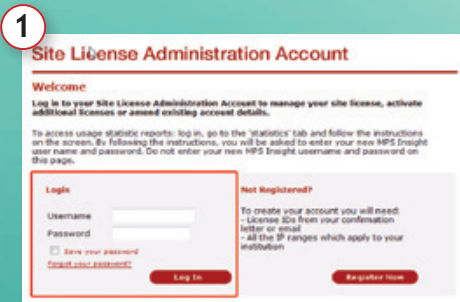 1
Site License Administration Account
Welcome
Log in to your Site License Administration Account to manage your site license, activate
additional licenses or amend existing account details.
To access usage statistic reports: log in, go to the 'statistics' tab and follow the instructions
on the screen. By following the instructions, you will be asked to enter your new MPS Insight
user name and password. Do not enter your new MPS Insight username and password on
this page.
Login
Username
Password
Save your password
Forgot your password?
Log In
Not Registered?
To create your account you will need:
- License IDs from your confirmation
letter or email
- All the IP ranges which apply to your
institution
Register Now